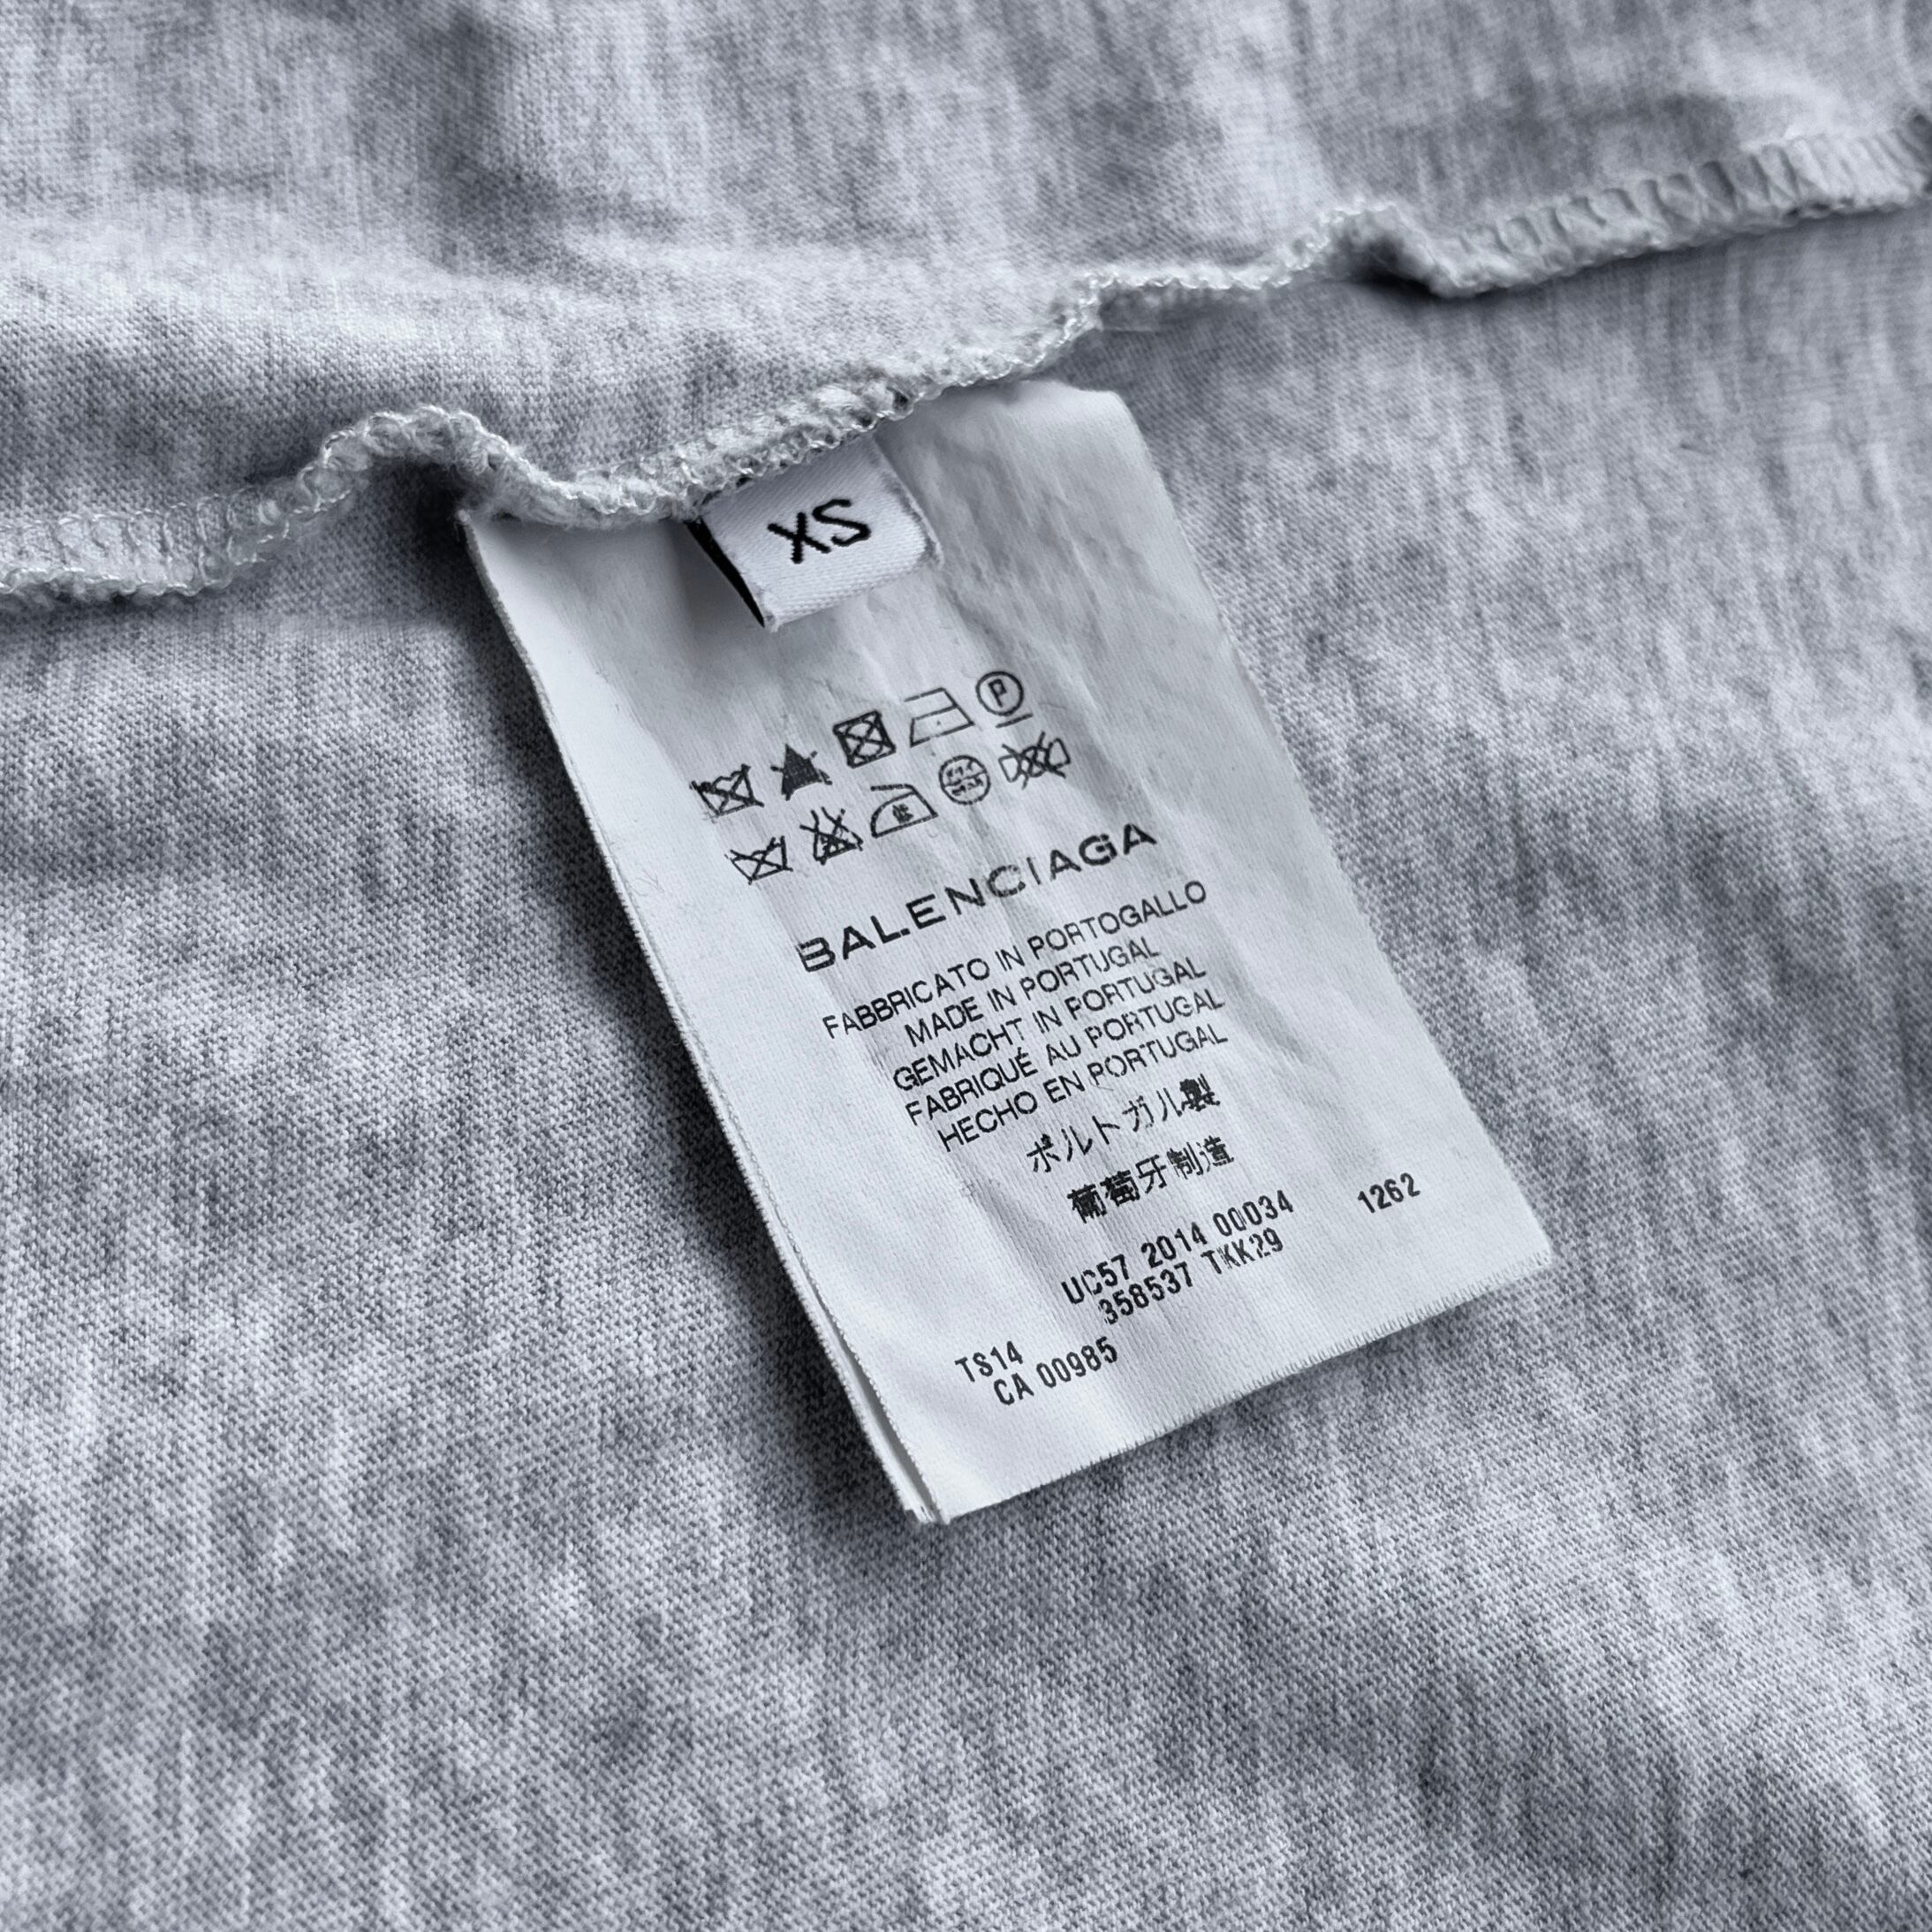 XS
P
BALENCIAGA
FABBRICATO IN PORTOGALLO
MADE IN PORTUGAL
GEMACHT IN PORTUGAL
FABRIQUÉ AU PORTUGAL
HECHO EN PORTUGAL
ポルトガル製
葡萄牙制造
UC57 2014 00034 1262
358537 TKK29
TS14
CA 00985